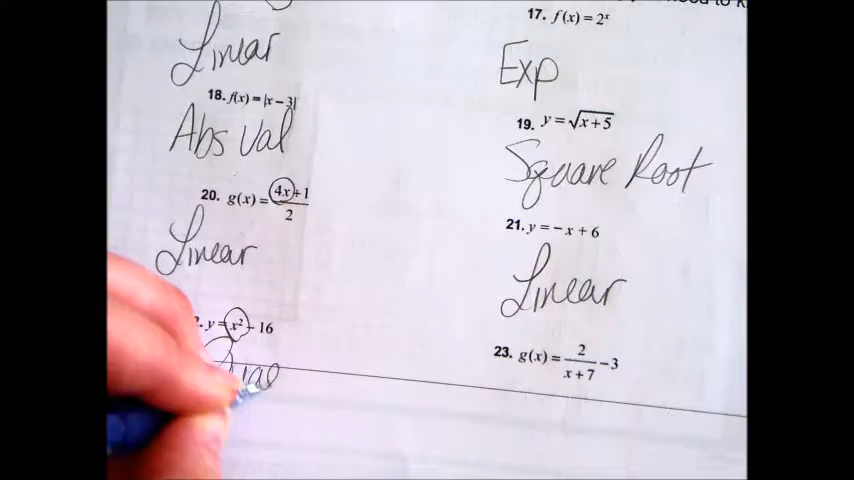 17. f(x) = 2ˣ
Linear
Exp
18. f(x) = |x − 3|
19. y = √(x + 5)
Abs Val
Square Root
20. g(x) = (4x + 1)/2
21. y = − x + 6
Linear
Linear
. y = x² − 16
23. g(x) = 2/(x + 7) − 3